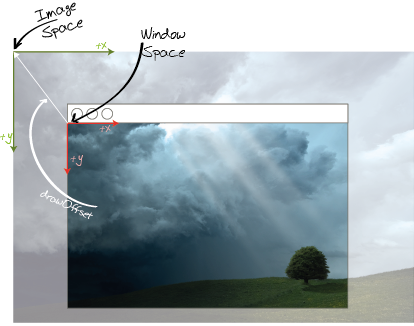 Image
Space
Window
Space
+x
+y
+x
+y
drawOffset